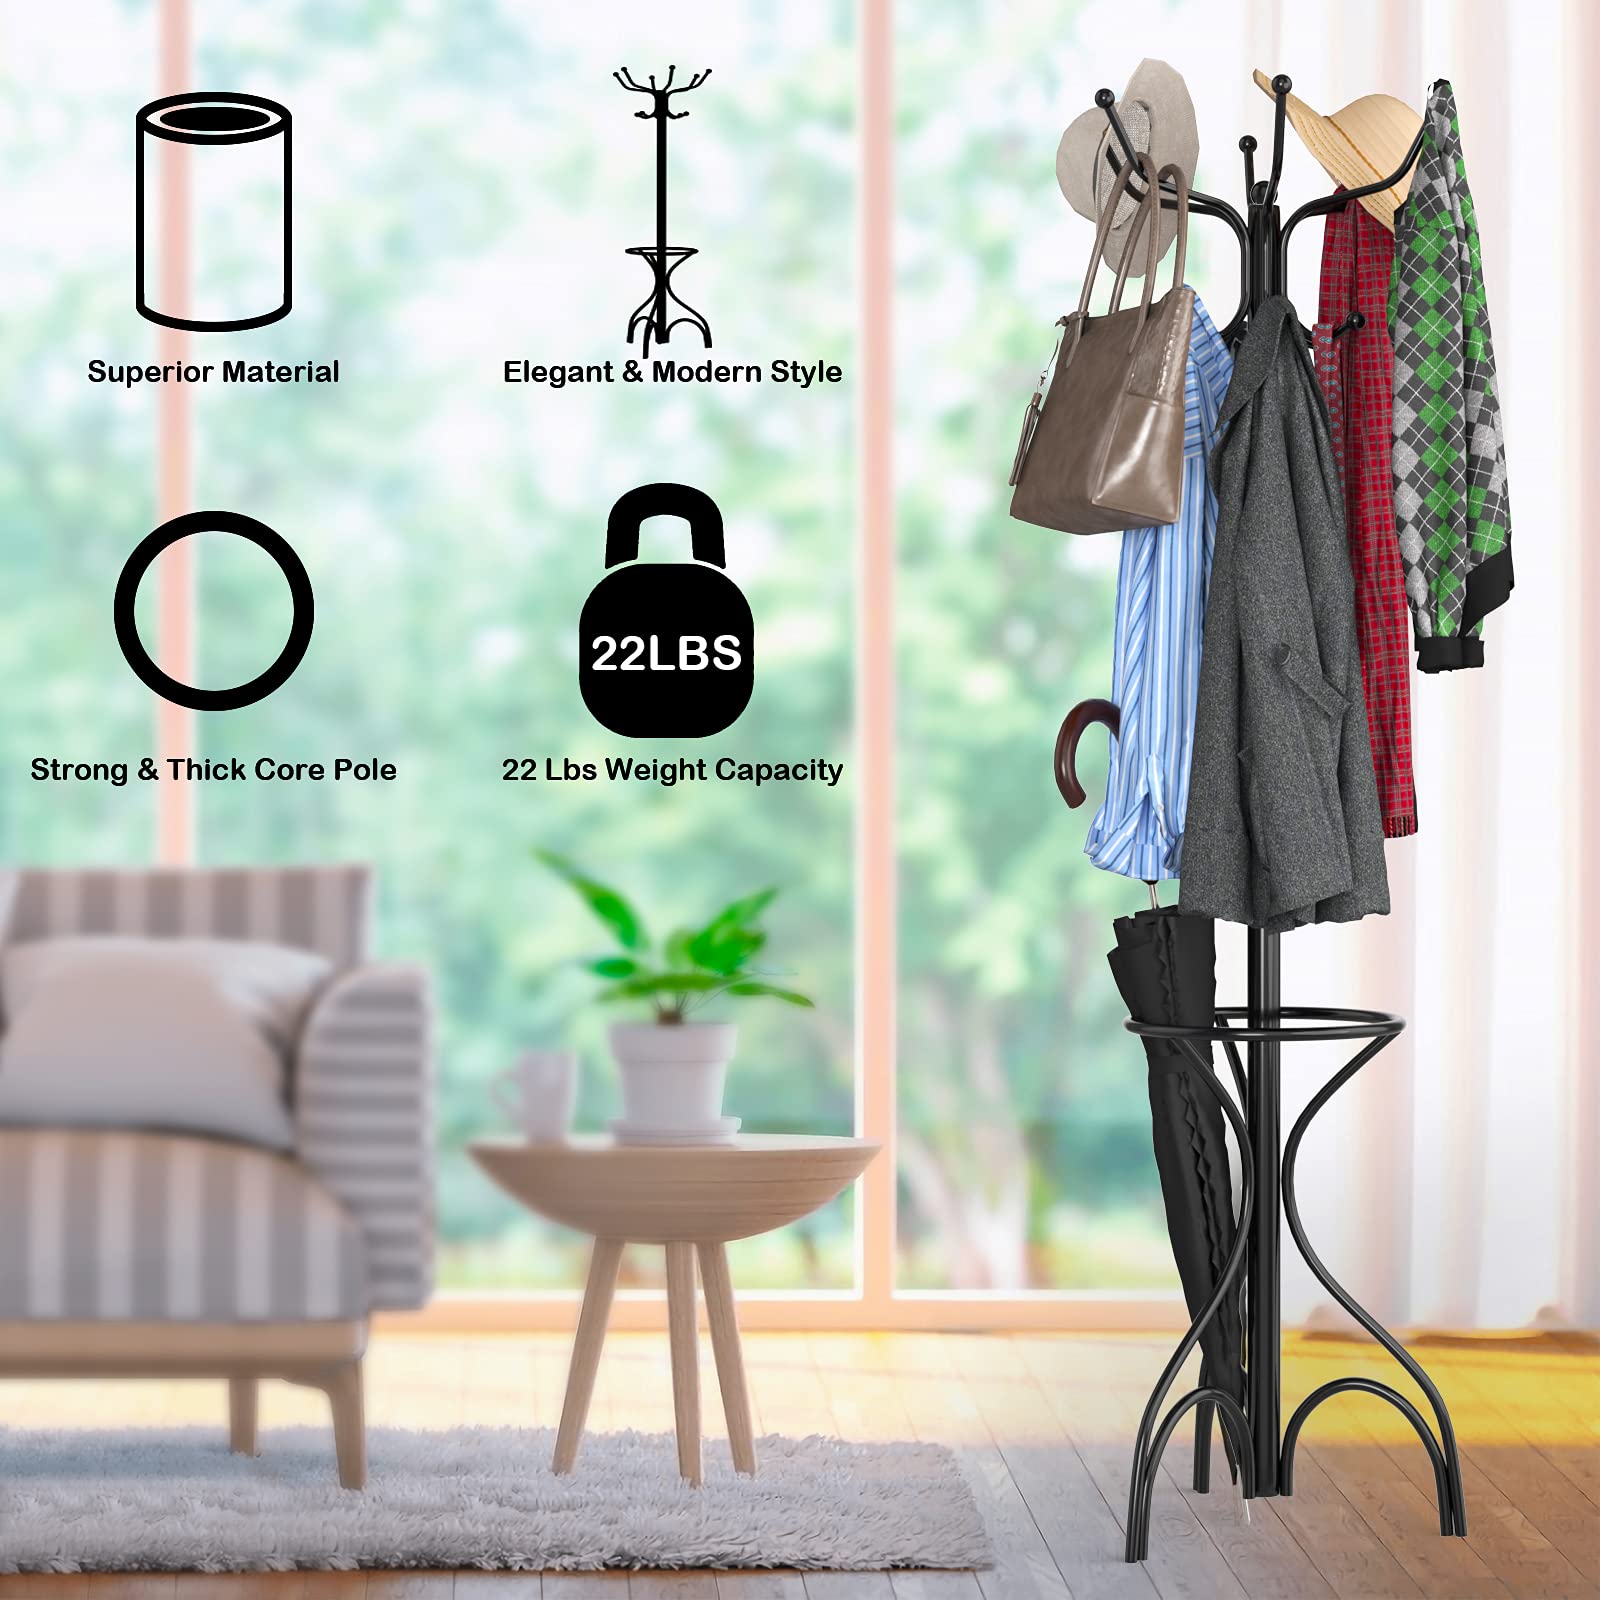 Superior Material
Elegant & Modern Style
22LBS
Strong & Thick Core Pole
22 Lbs Weight Capacity